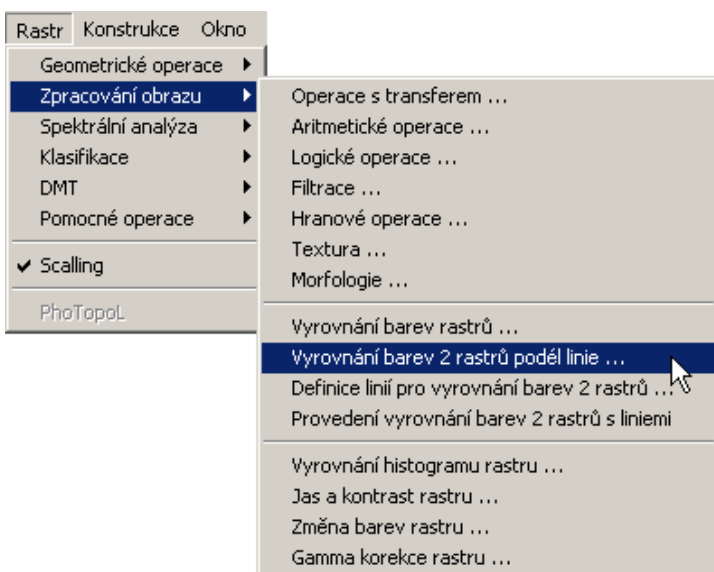 Rastr Konstrukce Okno
Geometrické operace
Zpracování obrazu
Spektrální analýza
Klasifikace
DMT
Pomocné operace
Scalling
PhoTopoL
Operace s transferem ...
Aritmetické operace ...
Logické operace ...
Filtrace ...
Hranové operace ...
Textura ...
Morfologie ...
Vyrovnání barev rastrů ...
Vyrovnání barev 2 rastrů podél linie ...
Definice linií pro vyrovnání barev 2 rastrů ...
Provedení vyrovnání barev 2 rastrů s liniemi
Vyrovnání histogramu rastru ...
Jas a kontrast rastru ...
Změna barev rastru ...
Gamma korekce rastru ...